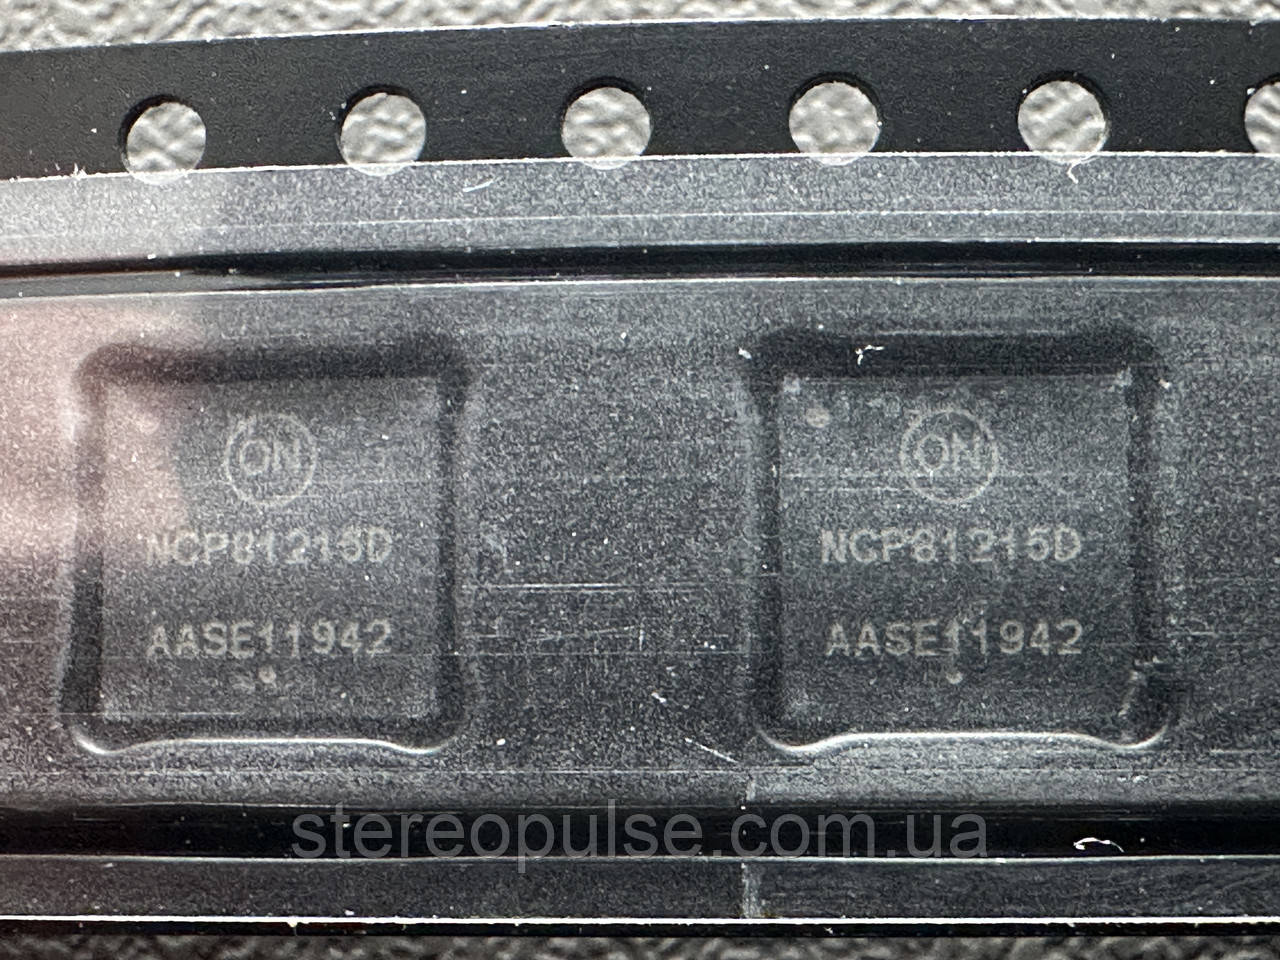 ON
NCP81215D
AASE11942
ON
NCP81215D
AASE11942
stereopulse.com.ua